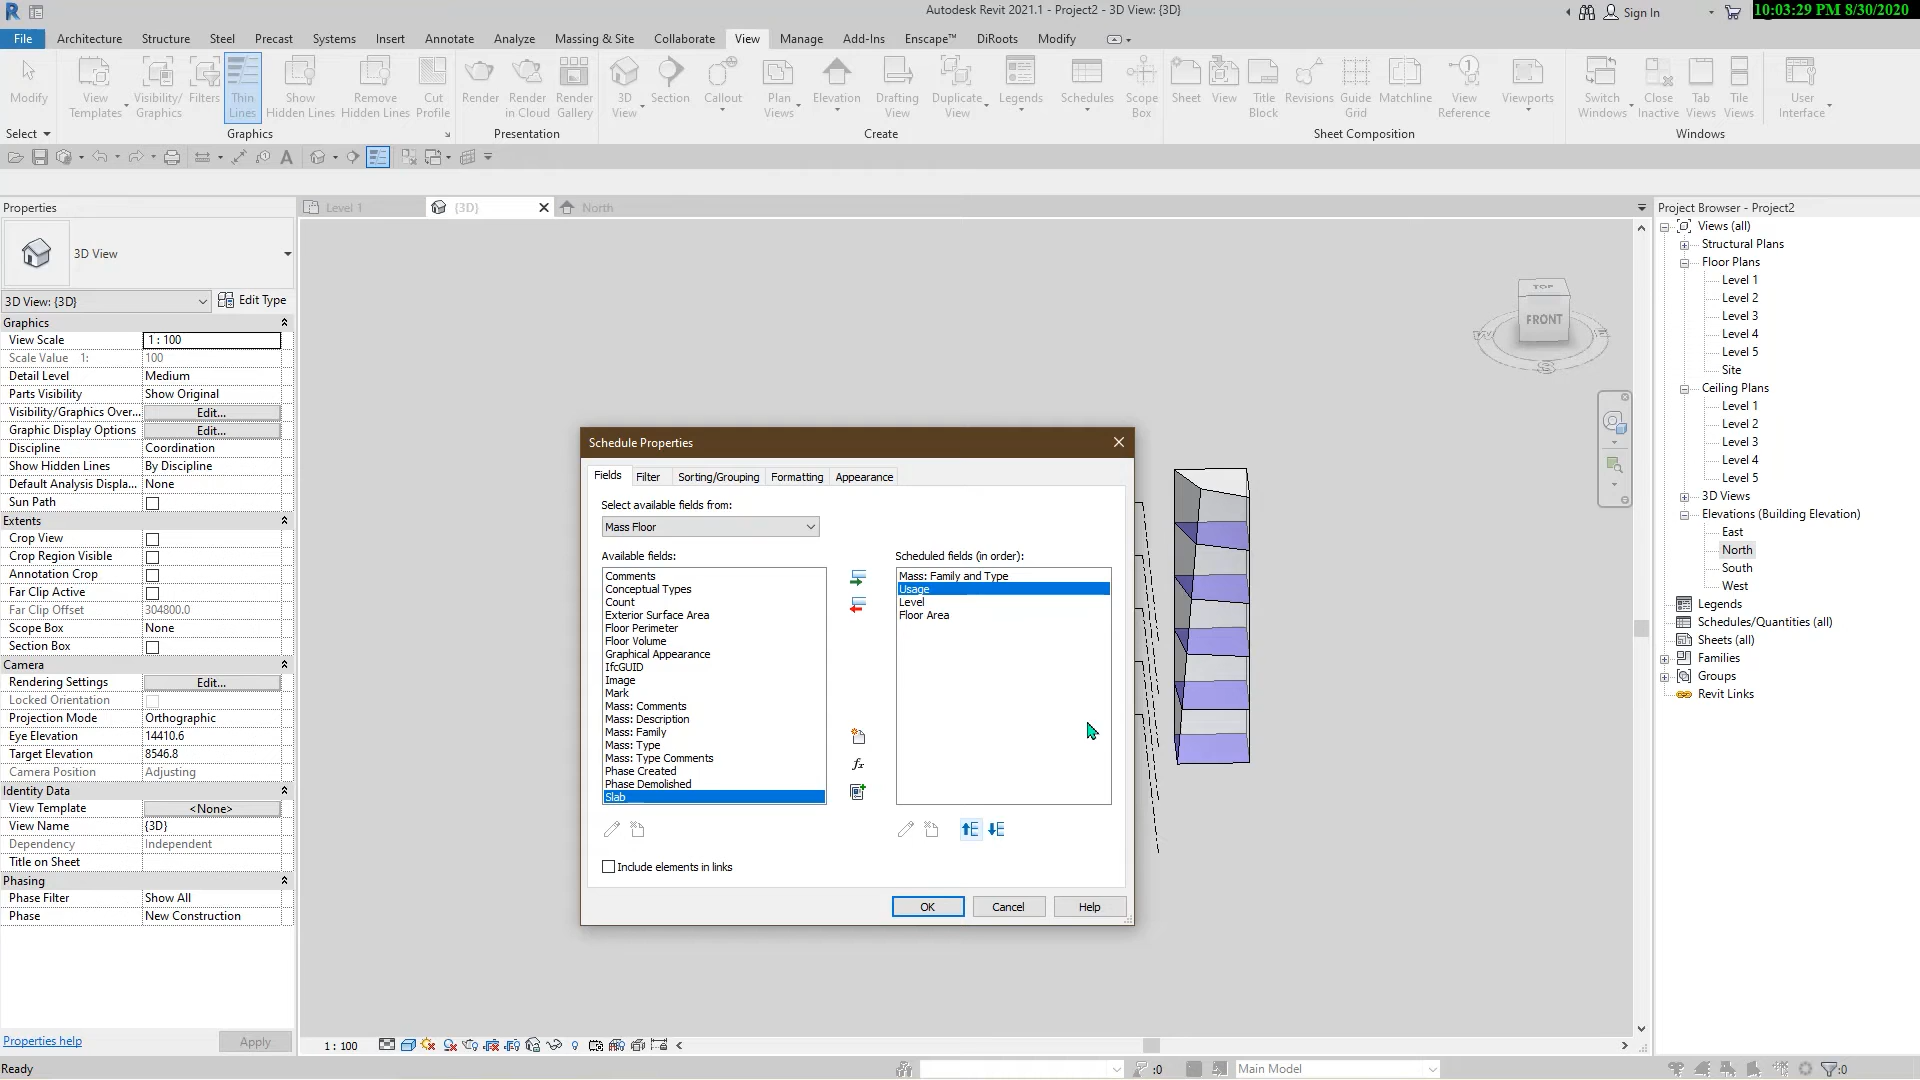 Autodesk Revit 2021.1 - Project2 - 3D View: {3D}
Sign In
10:03:29 PM 8/30/2020
File Architecture Structure Steel Precast Systems Insert Annotate Analyze Massing & Site Collaborate View Manage Add-Ins Enscape™ DiRoots Modify
Modify
View Templates
Visibility/ Graphics
Filters
Thin Lines
Show Hidden Lines
Remove Hidden Lines
Cut Profile
Render
Render in Cloud
Render Gallery
3D View
Section
Callout
Plan Views
Elevation
Drafting View
Duplicate View
Legends
Schedules
Scope Box
Sheet
View
Title Block
Revisions
Guide Grid
Matchline
View Reference
Viewports
Switch Windows
Close Inactive
Tab Views
Tile Views
User Interface
Select Graphics Presentation Create Sheet Composition Windows
Properties
Level 1 {3D} North
3D View
3D View: {3D} Edit Type
Graphics
View Scale 1 : 100
Scale Value 1: 100
Detail Level Medium
Parts Visibility Show Original
Visibility/Graphics Over... Edit...
Graphic Display Options Edit...
Discipline Coordination
Show Hidden Lines By Discipline
Default Analysis Displa... None
Sun Path
Extents
Crop View
Crop Region Visible
Annotation Crop
Far Clip Active
Far Clip Offset 304800.0
Scope Box None
Section Box
Camera
Rendering Settings Edit...
Locked Orientation
Projection Mode Orthographic
Eye Elevation 14410.6
Target Elevation 8546.8
Camera Position Adjusting
Identity Data
View Template <None>
View Name {3D}
Dependency Independent
Title on Sheet
Phasing
Phase Filter Show All
Phase New Construction
Properties help Apply
TOP
FRONT
W
E
S
Schedule Properties
Fields Filter Sorting/Grouping Formatting Appearance
Select available fields from:
Mass Floor
Available fields:
Comments
Conceptual Types
Count
Exterior Surface Area
Floor Perimeter
Floor Volume
Graphical Appearance
IfcGUID
Image
Mark
Mass: Comments
Mass: Description
Mass: Family
Mass: Type
Mass: Type Comments
Phase Created
Phase Demolished
Slab
fx
Scheduled fields (in order):
Mass: Family and Type
Usage
Level
Floor Area
Include elements in links
OK Cancel Help
Project Browser - Project2
Views (all)
Structural Plans
Floor Plans
Level 1
Level 2
Level 3
Level 4
Level 5
Site
Ceiling Plans
Level 1
Level 2
Level 3
Level 4
Level 5
3D Views
Elevations (Building Elevation)
East
North
South
West
Legends
Schedules/Quantities (all)
Sheets (all)
Families
Groups
Revit Links
1 : 100
Ready
:0
Main Model
:0